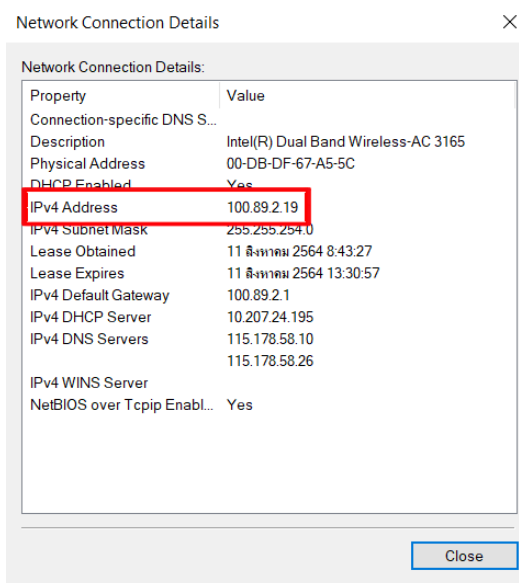 Network Connection Details
Network Connection Details:
Property Value
Connection-specific DNS S...
Description Intel(R) Dual Band Wireless-AC 3165
Physical Address 00-DB-DF-67-A5-5C
DHCP Enabled Yes
IPv4 Address 100.89.2.19
IPv4 Subnet Mask 255.255.254.0
Lease Obtained 11 สิงหาคม 2564 8:43:27
Lease Expires 11 สิงหาคม 2564 13:30:57
IPv4 Default Gateway 100.89.2.1
IPv4 DHCP Server 10.207.24.195
IPv4 DNS Servers 115.178.58.10
115.178.58.26
IPv4 WINS Server
NetBIOS over Tcpip Enabl... Yes
Close